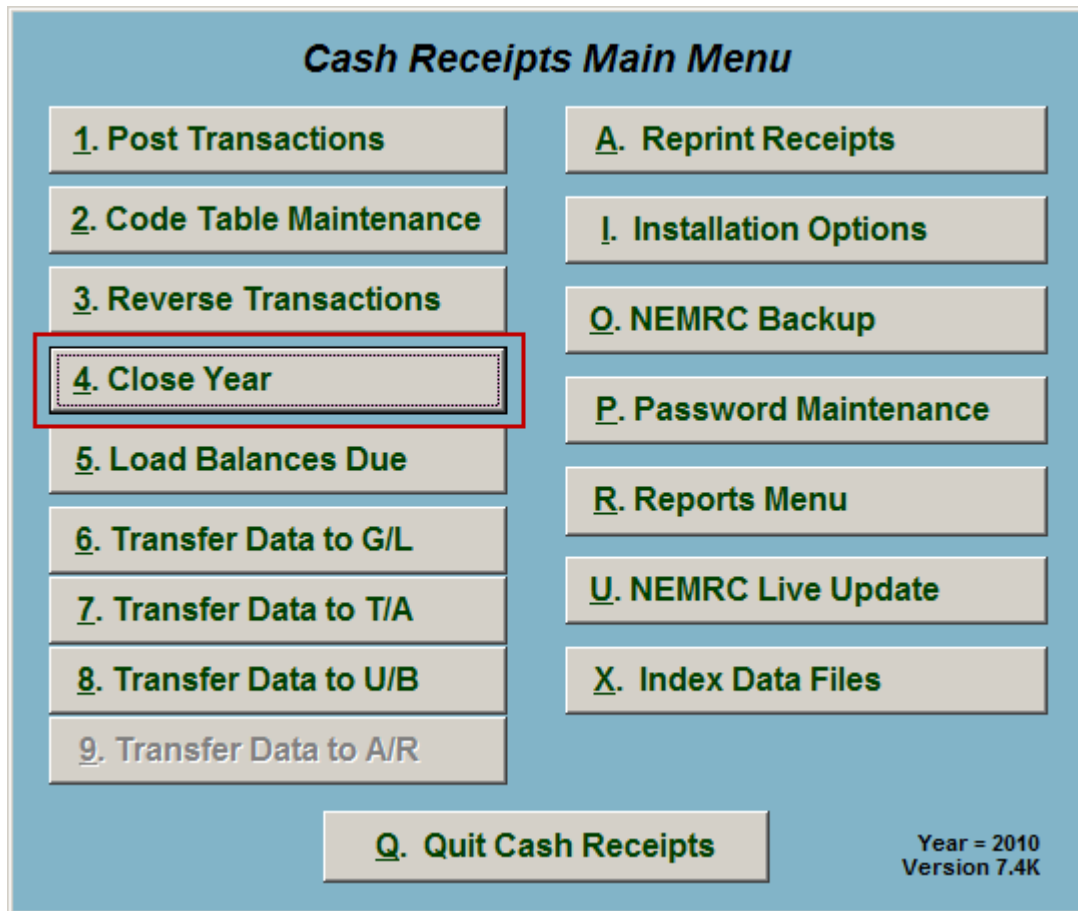 Cash Receipts Main Menu
1. Post Transactions
2. Code Table Maintenance
3. Reverse Transactions
4. Close Year
5. Load Balances Due
6. Transfer Data to G/L
7. Transfer Data to T/A
8. Transfer Data to U/B
9. Transfer Data to A/R
A. Reprint Receipts
I. Installation Options
O. NEMRC Backup
P. Password Maintenance
R. Reports Menu
U. NEMRC Live Update
X. Index Data Files
Q. Quit Cash Receipts
Year = 2010
Version 7.4K